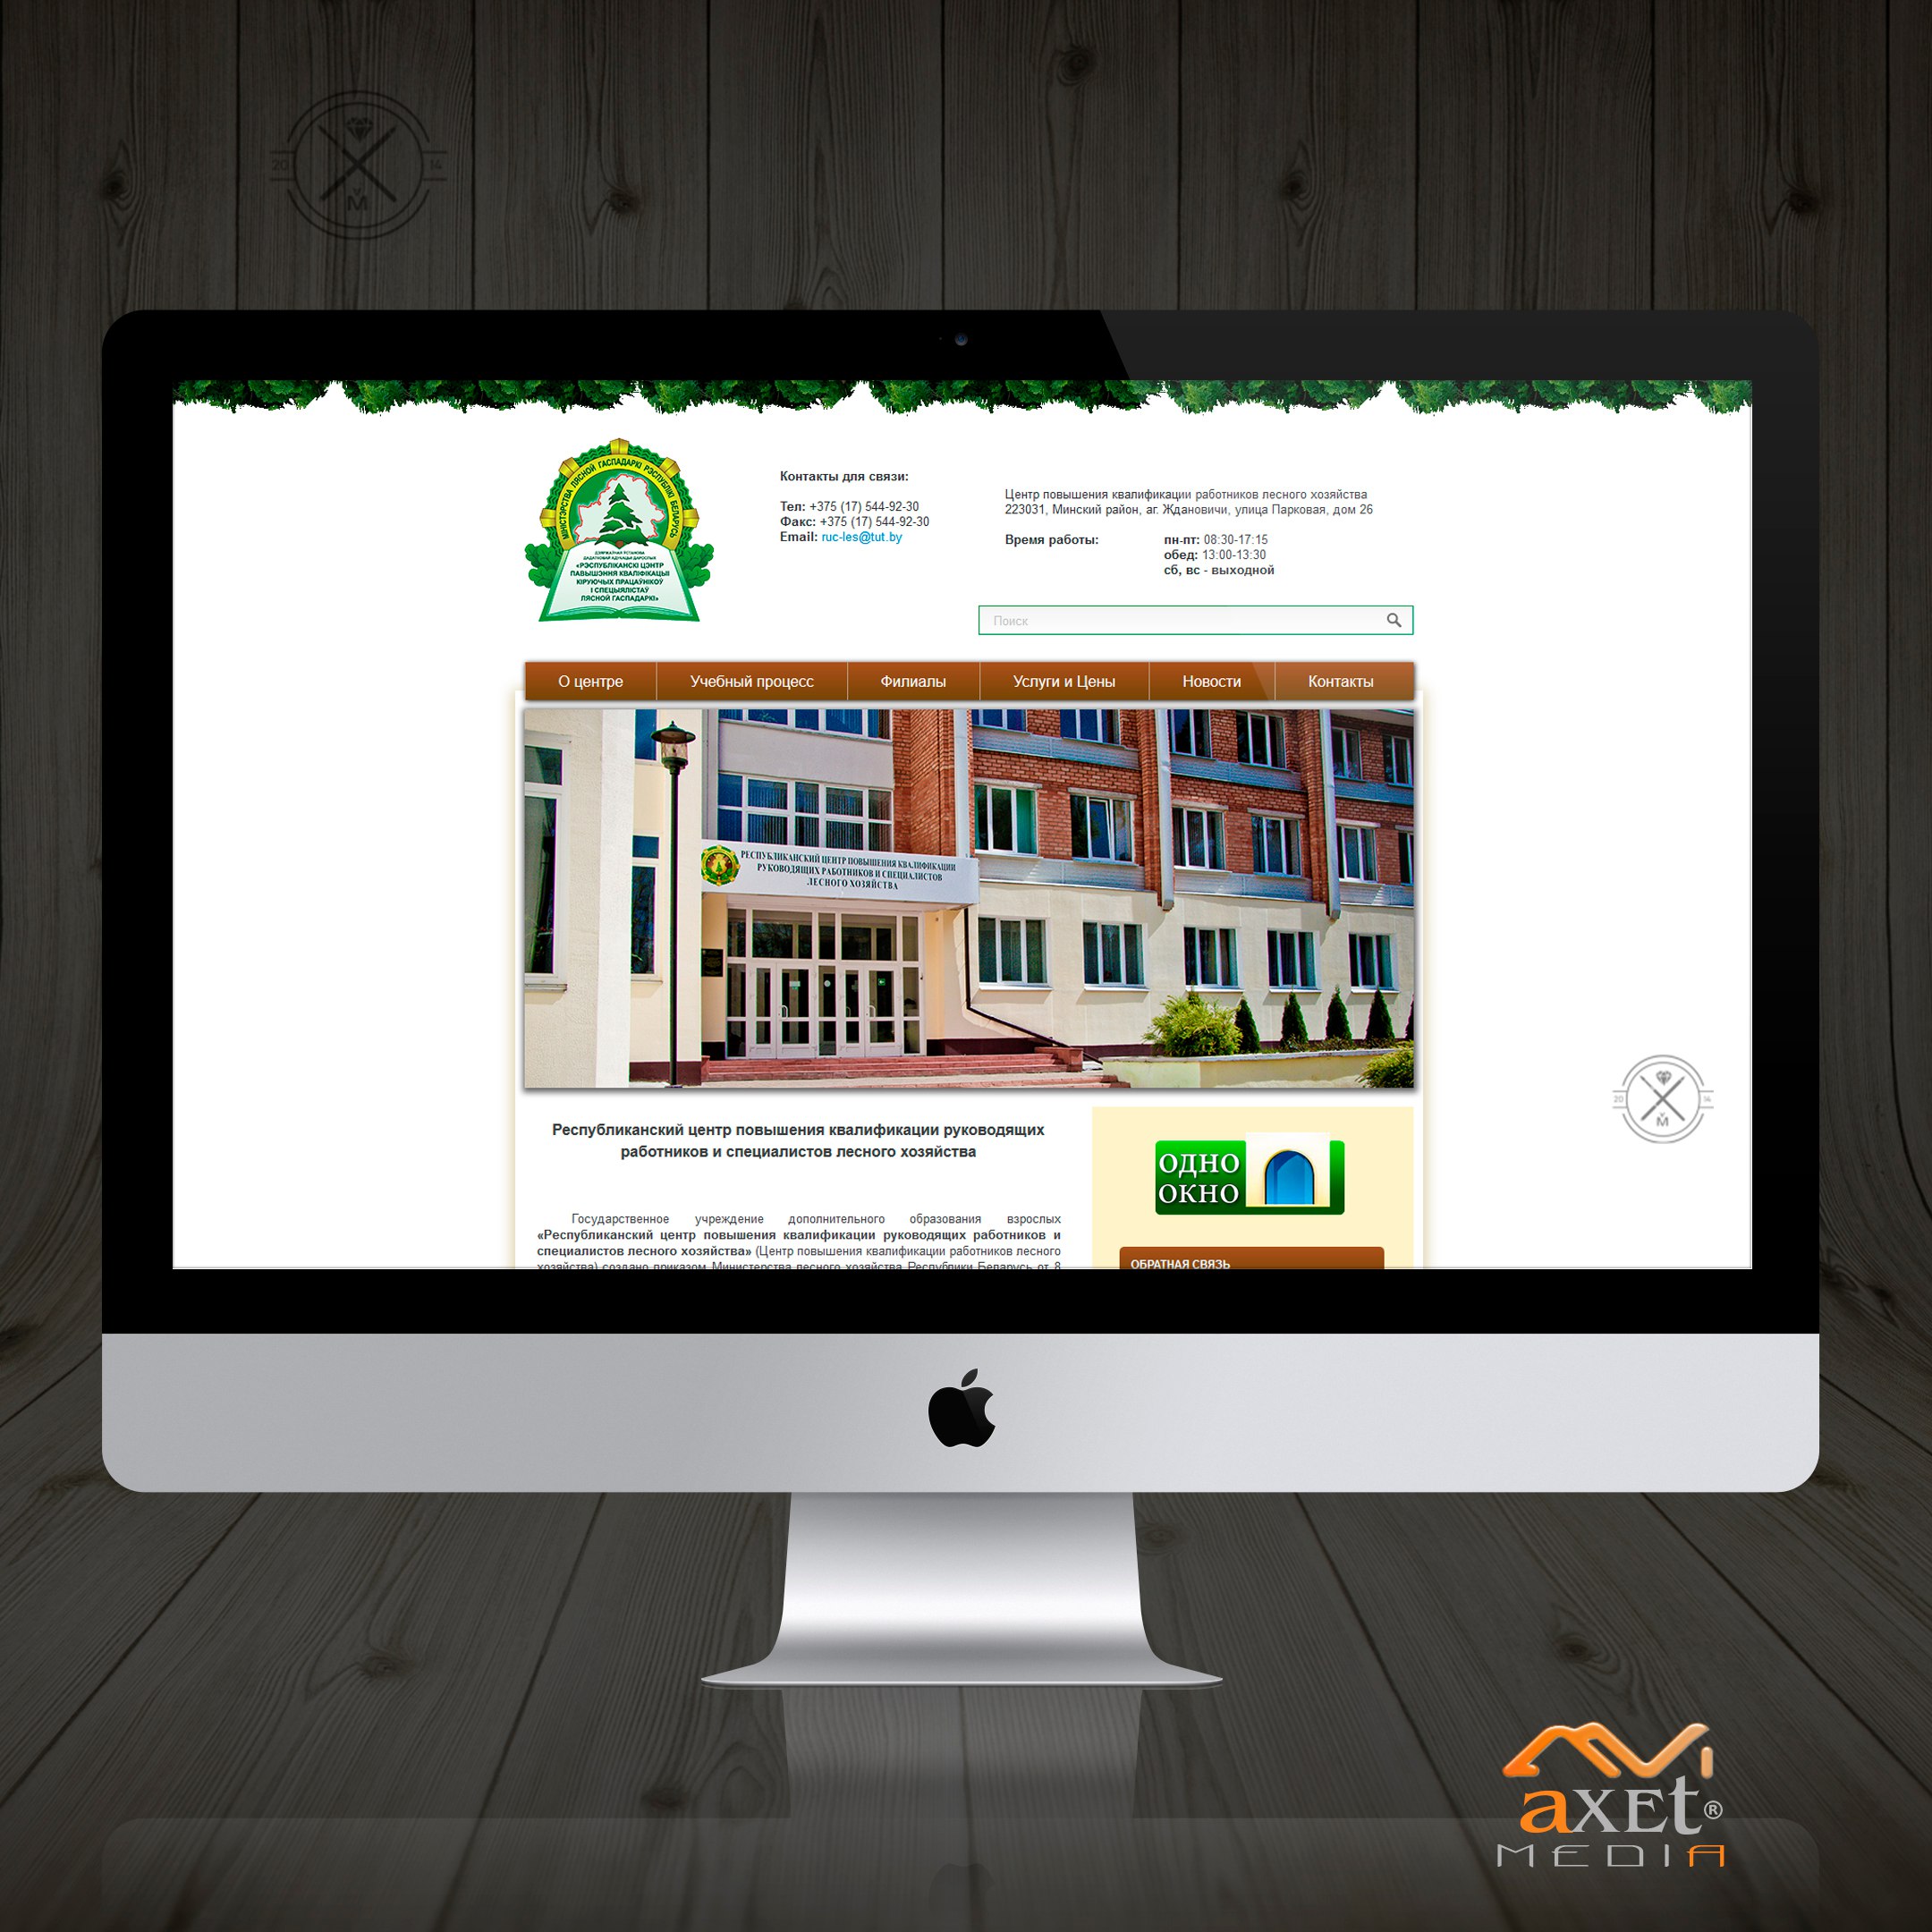 20 14
V
M
МІНІСТЭРСТВА ЛЯСНОЙ ГАСПАДАРКІ РЭСПУБЛІКІ БЕЛАРУСЬ
ДЗЯРЖАЎНАЯ ЎСТАНОВА
ДАДАТКОВАЙ АДУКАЦЫІ ДАРОСЛЫХ
«РЭСПУБЛІКАНСКІ ЦЭНТР
ПАВЫШЭННЯ КВАЛІФІКАЦЫІ
КІРУЮЧЫХ ПРАЦАЎНІКОЎ
І СПЕЦЫЯЛІСТАЎ
ЛЯСНОЙ ГАСПАДАРКІ»
Контакты для связи:
Тел: +375 (17) 544-92-30
Факс: +375 (17) 544-92-30
Email: ruc-les@tut.by
Центр повышения квалификации работников лесного хозяйства
223031, Минский район, аг. Ждановичи, улица Парковая, дом 26
Время работы: пн-пт: 08:30-17:15
обед: 13:00-13:30
сб, вс - выходной
Поиск
О центре Учебный процесс Филиалы Услуги и Цены Новости Контакты
РЕСПУБЛИКАНСКИЙ ЦЕНТР ПОВЫШЕНИЯ КВАЛИФИКАЦИИ
РУКОВОДЯЩИХ РАБОТНИКОВ И СПЕЦИАЛИСТОВ
ЛЕСНОГО ХОЗЯЙСТВА
Республиканский центр повышения квалификации руководящих
работников и специалистов лесного хозяйства
Государственное учреждение дополнительного образования взрослых
«Республиканский центр повышения квалификации руководящих работников и
специалистов лесного хозяйства» (Центр повышения квалификации работников лесного
хозяйства) создано приказом Министерства лесного хозяйства Республики Беларусь от 8
ОДНО
ОКНО
ОБРАТНАЯ СВЯЗЬ
20 14
V
M
axet®
MEDIA